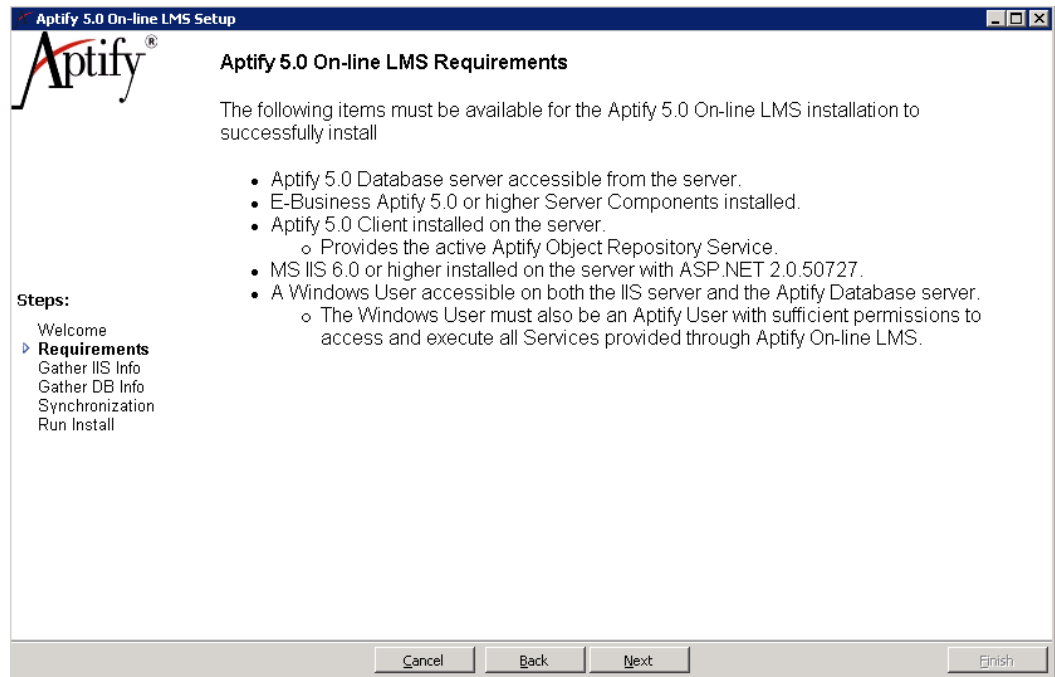 Aptify 5.0 On-line LMS Setup
Aptify®
Aptify 5.0 On-line LMS Requirements
The following items must be available for the Aptify 5.0 On-line LMS installation to
successfully install
• Aptify 5.0 Database server accessible from the server.
• E-Business Aptify 5.0 or higher Server Components installed.
• Aptify 5.0 Client installed on the server.
o Provides the active Aptify Object Repository Service.
• MS IIS 6.0 or higher installed on the server with ASP.NET 2.0.50727.
• A Windows User accessible on both the IIS server and the Aptify Database server.
o The Windows User must also be an Aptify User with sufficient permissions to
access and execute all Services provided through Aptify On-line LMS.
Steps:
Welcome
Requirements
Gather IIS Info
Gather DB Info
Synchronization
Run Install
Cancel
Back
Next
Finish